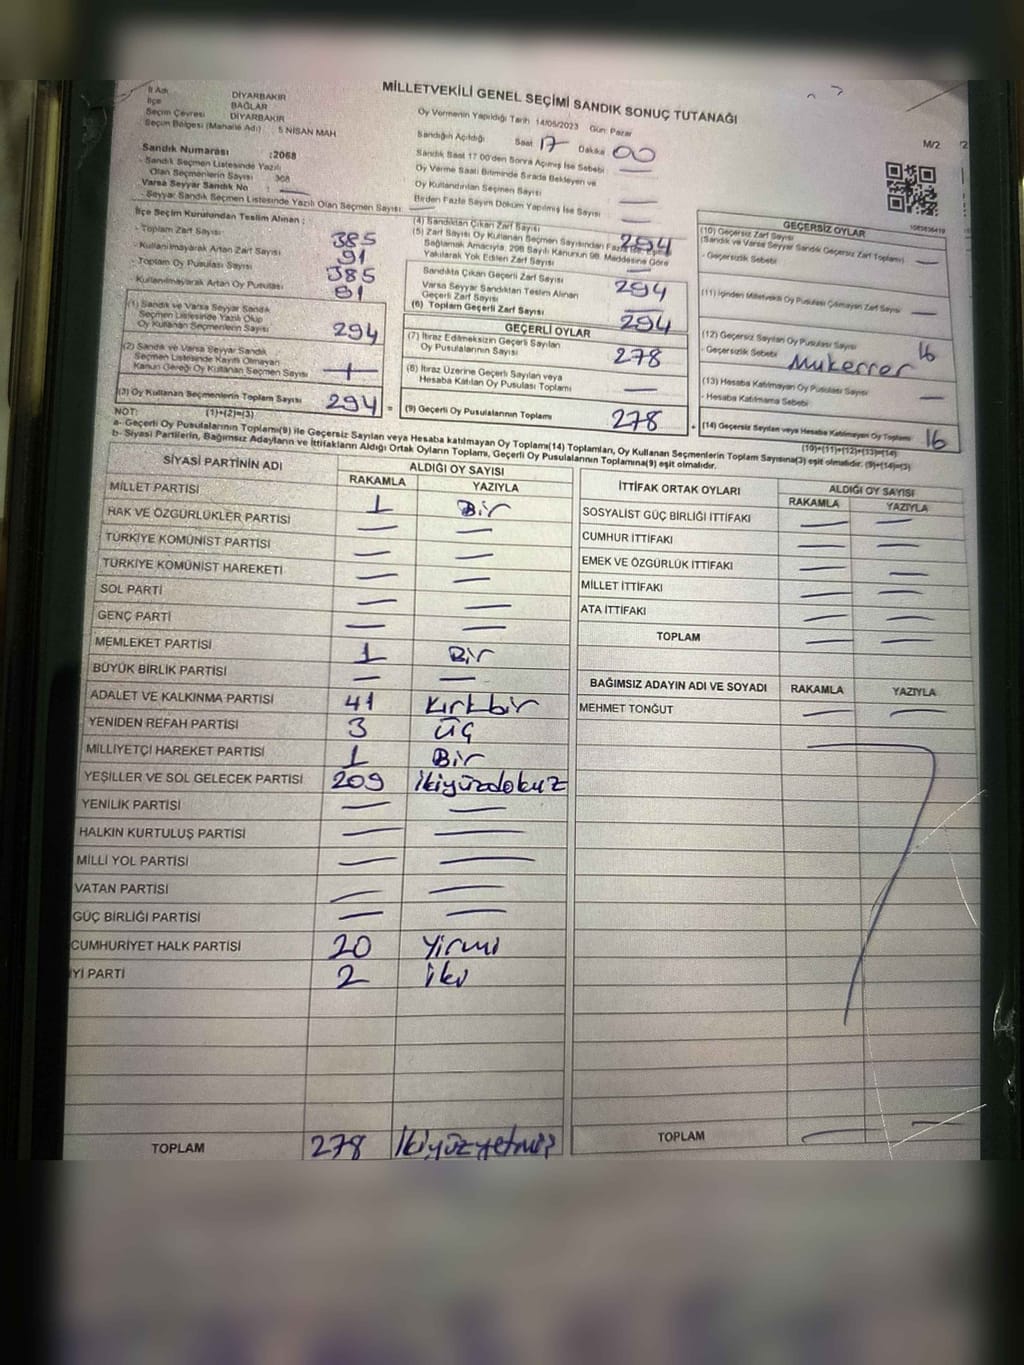 MİLLETVEKİLİ GENEL SEÇİMİ SANDIK SONUÇ TUTANAĞI
İl Adı DİYARBAKIR
İlçe BAĞLAR
Seçim Çevresi DİYARBAKIR
Seçim Bölgesi (Mahalle Adı) 5 NİSAN MAH
Oy Vermenin Yapıldığı Tarih 14/05/2023 Gün: Pazar
Sandığın Açıldığı Saat 17 Dakika 00
Sandık Saat 17 00'den Sonra Açılmış İse Sebebi —
Oy Verme Saati Bitiminde Sırada Bekleyen ve
Oy Kullandırılan Seçmen Sayısı —
Birden Fazla Sayım Döküm Yapılmış İse Sayısı —
M/2
Sandık Numarası :2068
- Sandık Seçmen Listesinde Yazılı
Olan Seçmenlerin Sayısı 368
Varsa Seyyar Sandık No : —
- Seyyar Sandık Seçmen Listesinde Yazılı Olan Seçmen Sayısı: —
İlçe Seçim Kurulundan Teslim Alınan :
- Toplam Zarf Sayısı 385
- Kullanılmayarak Artan Zarf Sayısı 91
- Toplam Oy Pusulası Sayısı 385
- Kullanılmayarak Artan Oy Pusulası 91
(1) Sandık ve Varsa Seyyar Sandık
Seçmen Listesinde Yazılı Olup
Oy Kullanan Seçmenlerin Sayısı 294
(2) Sandık ve Varsa Seyyar Sandık
Seçmen Listesinde Kayıtlı Olmayan
Kanun Gereği Oy Kullanan Seçmen Sayısı
(3) Oy Kullanan Seçmenlerin Toplam Sayısı 294 =
(4) Sandıktan Çıkan Zarf Sayısı 294
(5) Zarf Sayısı Oy Kullanan Seçmen Sayısından Fazla İse,
Sağlamak Amacıyla, 298 Sayılı Kanunun 98. Maddesine Göre
Yakılarak Yok Edilen Zarf Sayısı —
Sandıkta Çıkan Geçerli Zarf Sayısı 294
Varsa Seyyar Sandıktan Teslim Alınan
Geçerli Zarf Sayısı —
(6) Toplam Geçerli Zarf Sayısı 294
GEÇERLİ OYLAR
(7) İtiraz Edilmeksizin Geçerli Sayılan
Oy Pusulalarının Sayısı 278
(8) İtiraz Üzerine Geçerli Sayılan veya
Hesaba Katılan Oy Pusulası Toplamı —
(9) Geçerli Oy Pusulalarının Toplamı 278 +
GEÇERSİZ OYLAR
(10) Geçersiz Zarf Sayısı
(Sandık ve Varsa Seyyar Sandık Geçersiz Zarf Toplamı) —
- Geçersizlik Sebebi
(11) İçinden Milletvekili Oy Pusulası Çıkmayan Zarf Sayısı —
(12) Geçersiz Sayılan Oy Pusulası Sayısı 16
- Geçersizlik Sebebi Mukerrer
(13) Hesaba Katılmayan Oy Pusulası Sayısı —
- Hesaba Katılmama Sebebi
(14) Geçersiz Sayılan veya Hesaba Katılmayan Oy Toplamı 16
NOT: (1)+(2)=(3)
(10)+(11)+(12)+(13)=(14)
a- Geçerli Oy Pusulalarının Toplamı(9) ile Geçersiz Sayılan veya Hesaba katılmayan Oy Toplamı(14) Toplamları, Oy Kullanan Seçmenlerin Toplam Sayısına(3) eşit olmalıdır. (9)+(14)=(3)
b- Siyasi Partilerin, Bağımsız Adayların ve İttifakların Aldığı Ortak Oyların Toplamı, Geçerli Oy Pusulalarının Toplamına(9) eşit olmalıdır.
SİYASİ PARTİNİN ADI ALDIĞI OY SAYISI
RAKAMLA YAZIYLA
MİLLET PARTİSİ 1 Bir
HAK VE ÖZGÜRLÜKLER PARTİSİ — —
TÜRKİYE KOMÜNİST PARTİSİ — —
TÜRKİYE KOMÜNİST HAREKETİ — —
SOL PARTİ — —
GENÇ PARTİ — —
MEMLEKET PARTİSİ 1 Bir
BÜYÜK BİRLİK PARTİSİ — —
ADALET VE KALKINMA PARTİSİ 41 Kırkbir
YENİDEN REFAH PARTİSİ 3 Üç
MİLLİYETÇİ HAREKET PARTİSİ 1 Bir
YEŞİLLER VE SOL GELECEK PARTİSİ 209 İkiyüzdokuz
YENİLİK PARTİSİ — —
HALKIN KURTULUŞ PARTİSİ — —
MİLLİ YOL PARTİSİ — —
VATAN PARTİSİ — —
GÜÇ BİRLİĞİ PARTİSİ — —
CUMHURİYET HALK PARTİSİ 20 Yirmi
İYİ PARTİ 2 İki
TOPLAM 278
İTTİFAK ORTAK OYLARI ALDIĞI OY SAYISI
RAKAMLA YAZIYLA
SOSYALİST GÜÇ BİRLİĞİ İTTİFAKI — —
CUMHUR İTTİFAKI — —
EMEK VE ÖZGÜRLÜK İTTİFAKI — —
MİLLET İTTİFAKI — —
ATA İTTİFAKI — —
TOPLAM — —
BAĞIMSIZ ADAYIN ADI VE SOYADI RAKAMLA YAZIYLA
MEHMET TONĞUT — —
TOPLAM — —